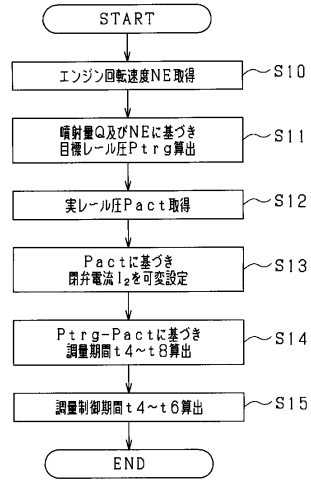 START
エンジン回転速度NE取得
S10
噴射量Q及びNEに基づき
目標レール圧Ptrg算出
S11
実レール圧Pact取得
S12
Pactに基づき
閉弁電流I₂を可変設定
S13
Ptrg-Pactに基づき
調量期間t4~t8算出
S14
調量制御期間t4~t6算出
S15
END